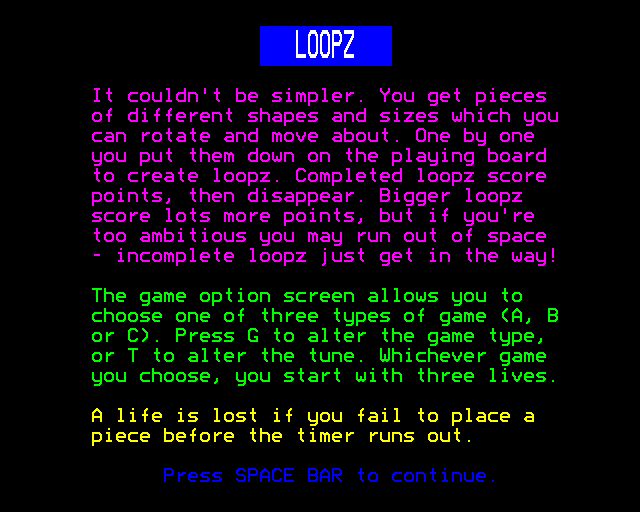 LOOPZ
It couldn't be simpler. You get pieces
of different shapes and sizes which you
can rotate and move about. One by one
you put them down on the playing board
to create loopz. Completed loopz score
points, then disappear. Bigger loopz
score lots more points, but if you're
too ambitious you may run out of space
- incomplete loopz just get in the way!
The game option screen allows you to
choose one of three types of game (A, B
or C). Press G to alter the game type,
or T to alter the tune. Whichever game
you choose, you start with three lives.
A life is lost if you fail to place a
piece before the timer runs out.
Press SPACE BAR to continue.